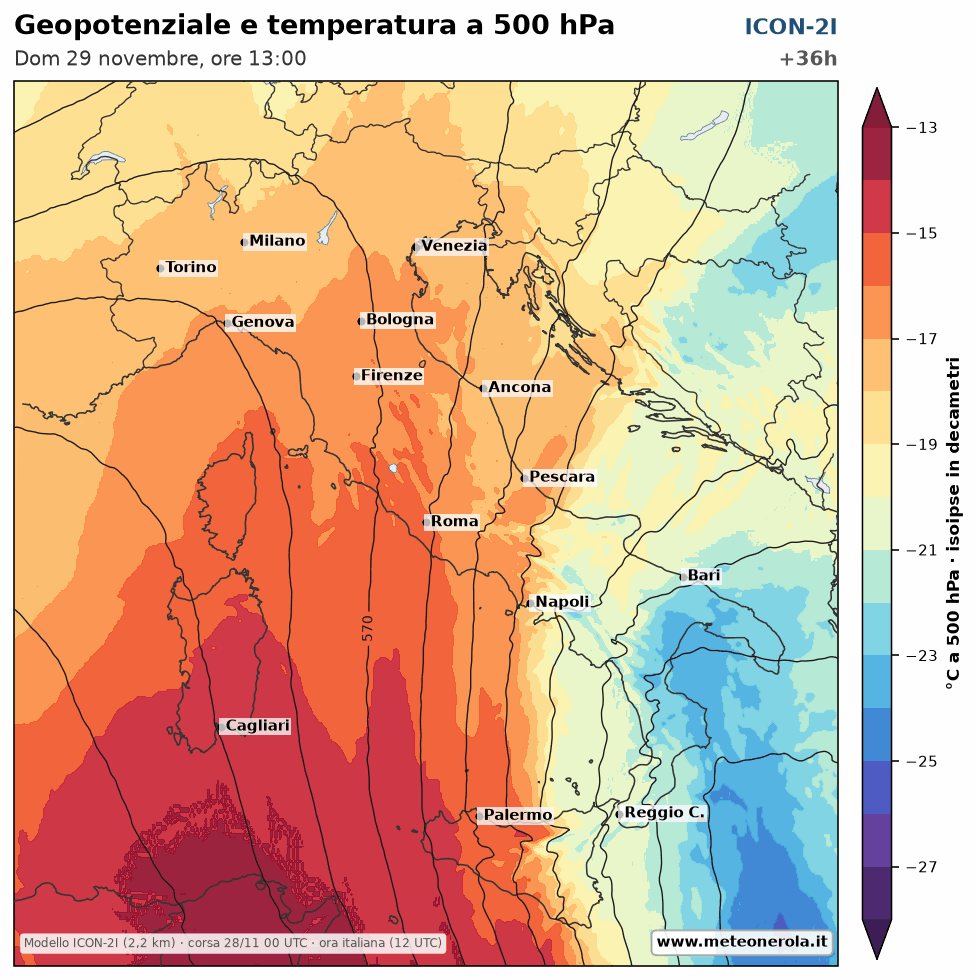 Geopotenziale e temperatura a 500 hPa
ICON-2I
Dom 29 novembre, ore 13:00
+36h
Milano
Venezia
Torino
Genova
Bologna
Firenze
Ancona
Pescara
Roma
Bari
Napoli
570
Cagliari
Palermo
Reggio C.
−13
−15
−17
−19
−21
−23
−25
−27
°C a 500 hPa · isoipse in decametri
Modello ICON-2I (2,2 km) · corsa 28/11 00 UTC · ora italiana (12 UTC)
www.meteonerola.it